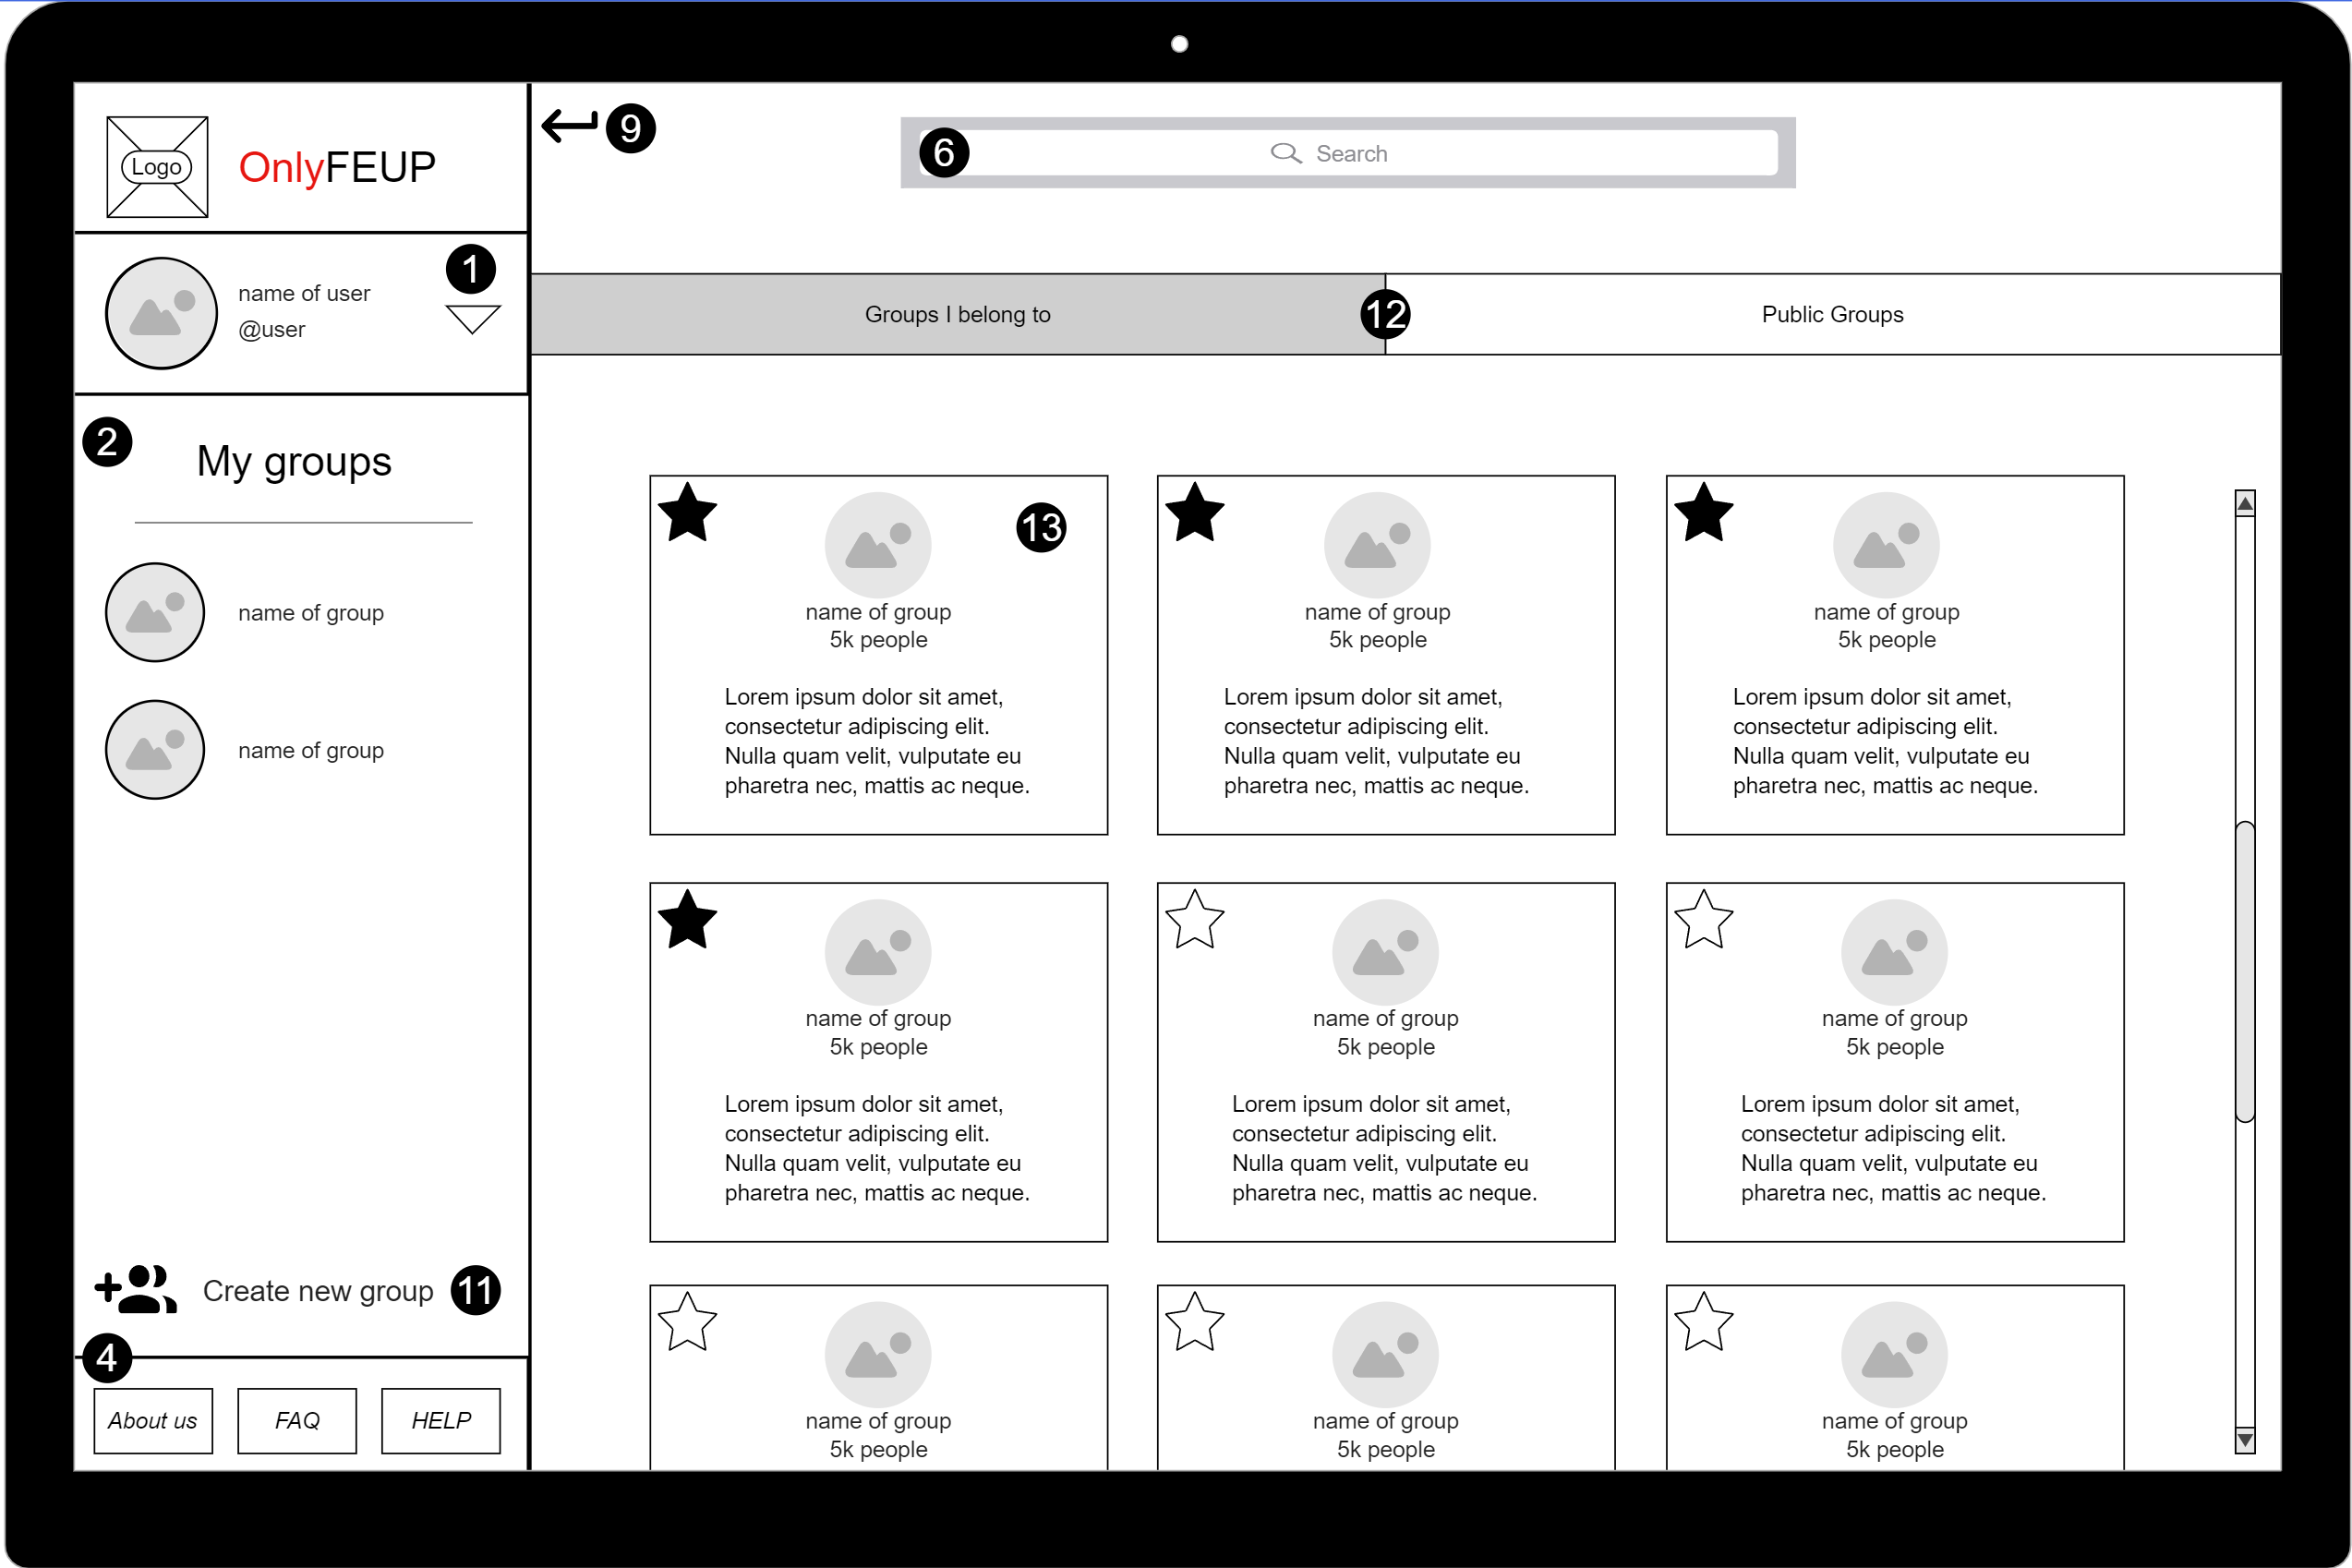 Logo
OnlyFEUP
1
name of user
@user
2
My groups
name of group
name of group
Create new group 11
4
About us
FAQ
HELP
9
6
Search
Groups I belong to
12
Public Groups
13
name of group
5k people
Lorem ipsum dolor sit amet,
consectetur adipiscing elit.
Nulla quam velit, vulputate eu
pharetra nec, mattis ac neque.
name of group
5k people
Lorem ipsum dolor sit amet,
consectetur adipiscing elit.
Nulla quam velit, vulputate eu
pharetra nec, mattis ac neque.
name of group
5k people
Lorem ipsum dolor sit amet,
consectetur adipiscing elit.
Nulla quam velit, vulputate eu
pharetra nec, mattis ac neque.
name of group
5k people
Lorem ipsum dolor sit amet,
consectetur adipiscing elit.
Nulla quam velit, vulputate eu
pharetra nec, mattis ac neque.
name of group
5k people
Lorem ipsum dolor sit amet,
consectetur adipiscing elit.
Nulla quam velit, vulputate eu
pharetra nec, mattis ac neque.
name of group
5k people
Lorem ipsum dolor sit amet,
consectetur adipiscing elit.
Nulla quam velit, vulputate eu
pharetra nec, mattis ac neque.
name of group
5k people
name of group
5k people
name of group
5k people